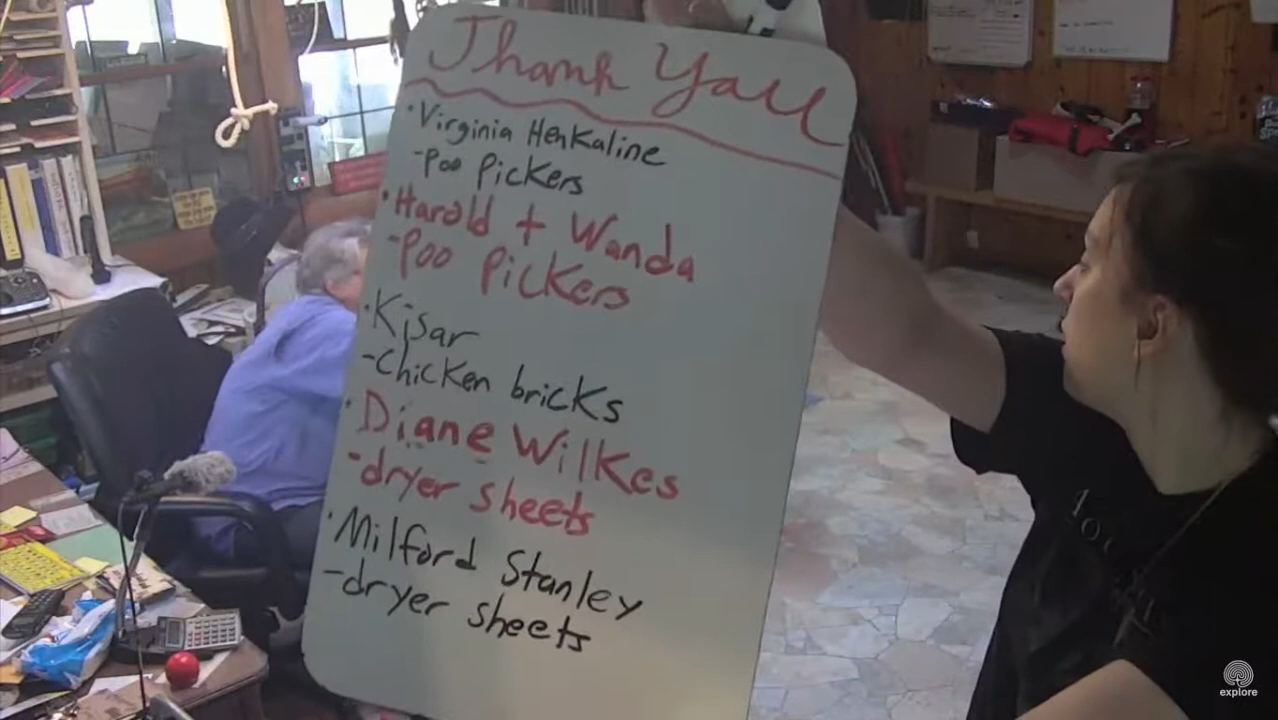 Thank Yall
• Virginia Henkaline
-Poo Pickers
• Harold + Wanda
-Poo Pickers
• Kisar
-Chicken bricks
• Diane Wilkes
-dryer sheets
• Milford Stanley
-dryer sheets
explore